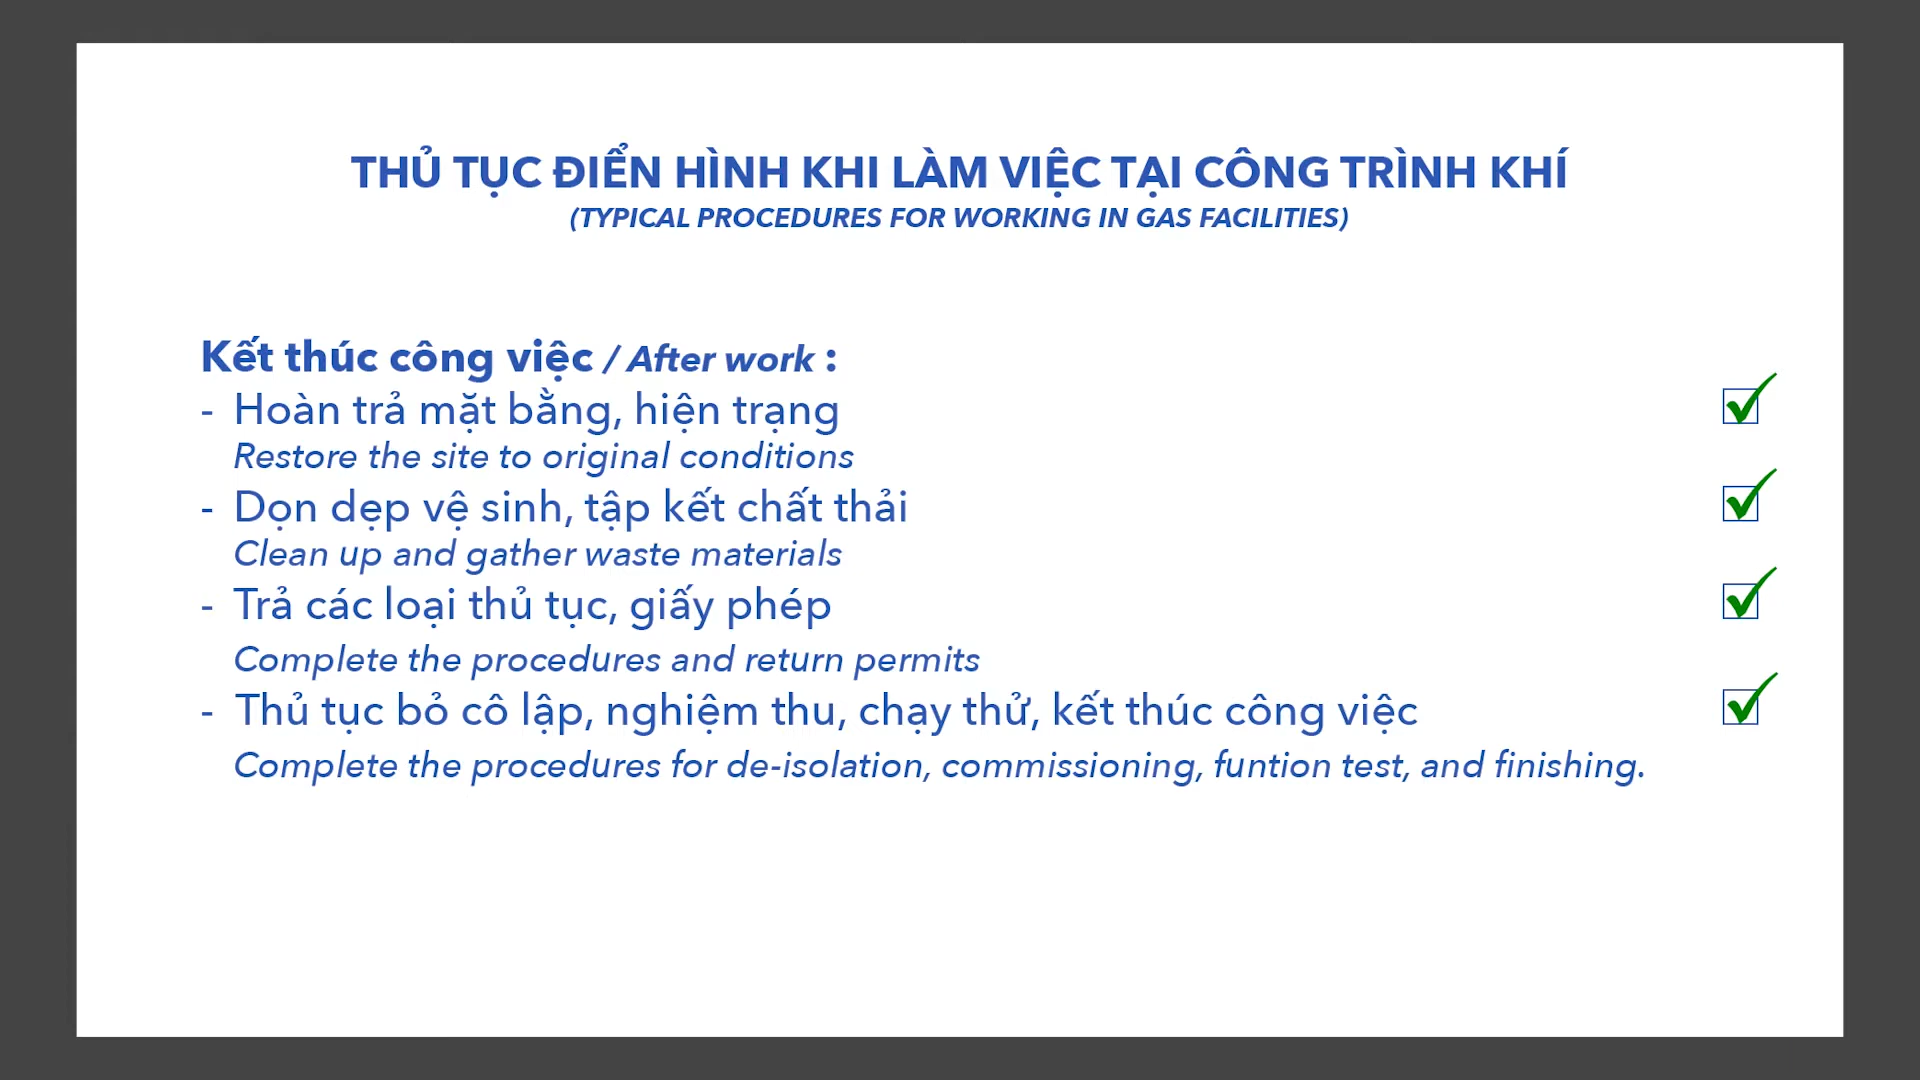 THỦ TỤC ĐIỂN HÌNH KHI LÀM VIỆC TẠI CÔNG TRÌNH KHÍ
(TYPICAL PROCEDURES FOR WORKING IN GAS FACILITIES)
Kết thúc công việc / After work :
- Hoàn trả mặt bằng, hiện trạng
Restore the site to original conditions
- Dọn dẹp vệ sinh, tập kết chất thải
Clean up and gather waste materials
- Trả các loại thủ tục, giấy phép
Complete the procedures and return permits
- Thủ tục bỏ cô lập, nghiệm thu, chạy thử, kết thúc công việc
Complete the procedures for de-isolation, commissioning, funtion test, and finishing.